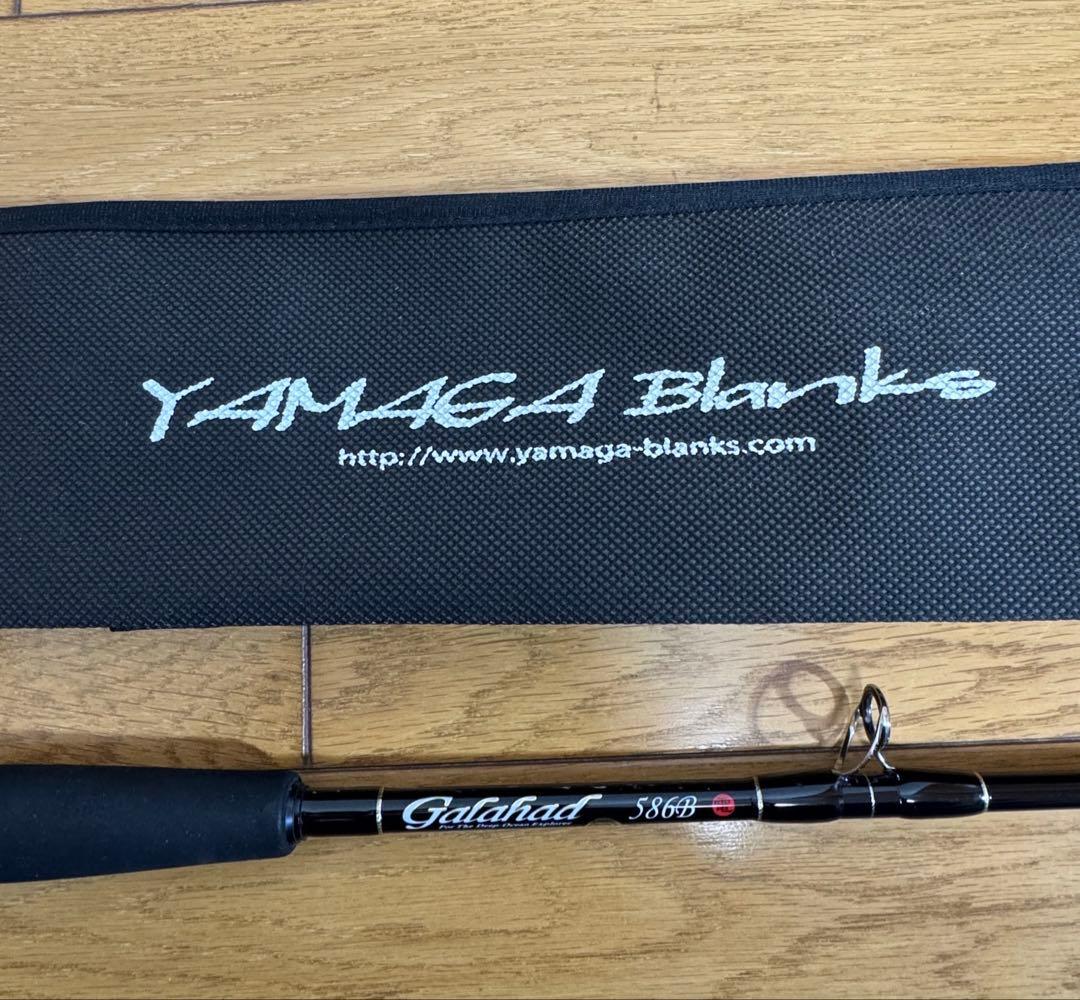 YAMAGA Blanks
http://www.yamaga-blanks.com
Galahad 586B
For The Deep Ocean Explorer